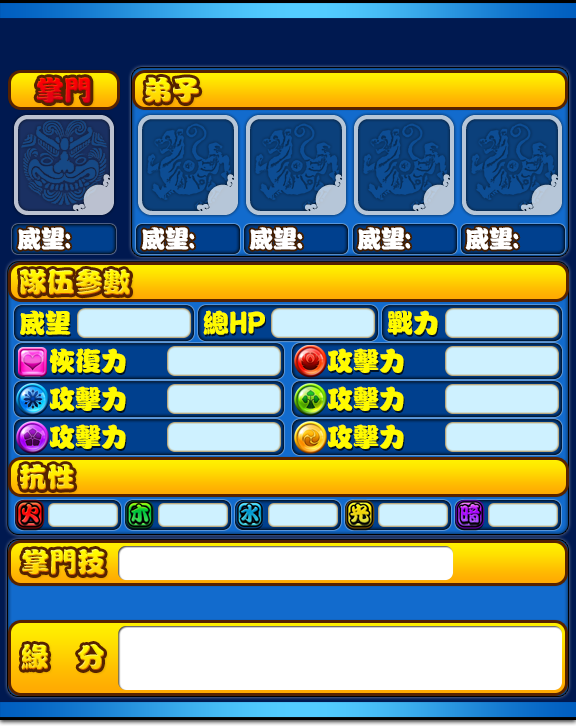 掌門 弟子
威望: 威望: 威望: 威望: 威望:
隊伍參數
威望 總HP 戰力
恢復力 攻擊力
攻擊力 攻擊力
攻擊力 攻擊力
抗性
火 木 水 光 暗
掌門技
緣 分